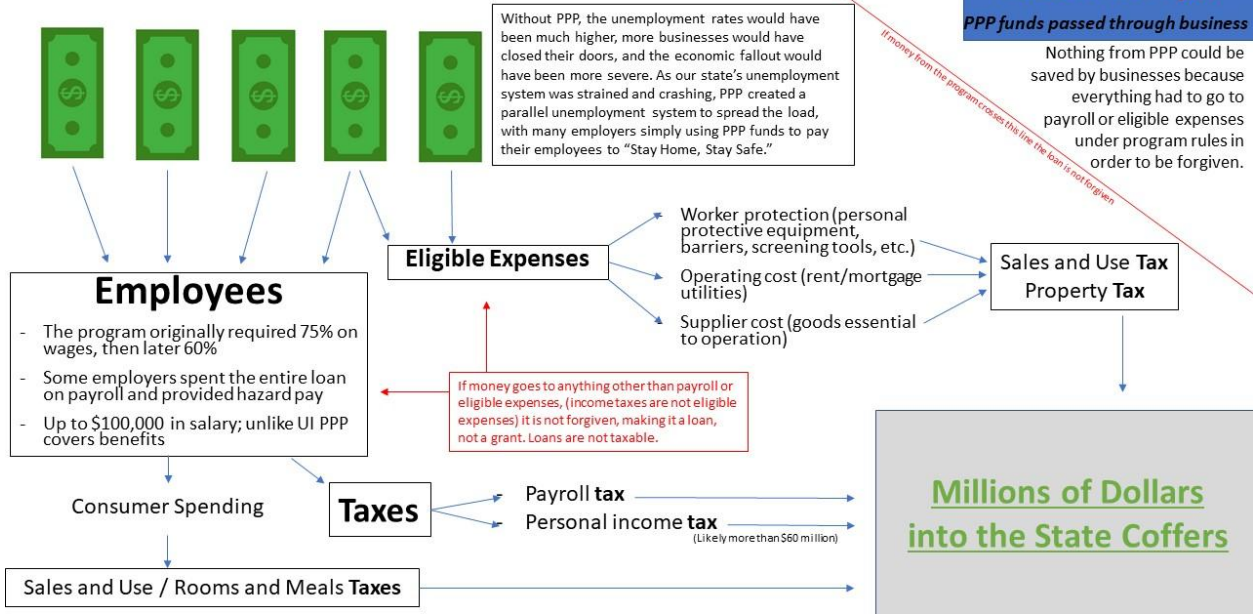 Without PPP, the unemployment rates would have
been much higher, more businesses would have
closed their doors, and the economic fallout would
have been more severe. As our state's unemployment
system was strained and crashing, PPP created a
parallel unemployment system to spread the load,
with many employers simply using PPP funds to pay
their employees to "Stay Home, Stay Safe."
PPP funds passed through business
Nothing from PPP could be
saved by businesses because
everything had to go to
payroll or eligible expenses
under program rules in
order to be forgiven.
If money from the program crosses this line the loan is not forgiven
Eligible Expenses
- Worker protection (personal
protective equipment,
barriers, screening tools, etc.)
- Operating cost (rent/mortgage
utilities)
- Supplier cost (goods essential
to operation)
Sales and Use Tax
Property Tax
Employees
- The program originally required 75% on
wages, then later 60%
- Some employers spent the entire loan
on payroll and provided hazard pay
- Up to $100,000 in salary; unlike UI PPP
covers benefits
If money goes to anything other than payroll or
eligible expenses, (income taxes are not eligible
expenses) it is not forgiven, making it a loan,
not a grant. Loans are not taxable.
Consumer Spending
Taxes
- Payroll tax
- Personal income tax
(Likely more than $60 million)
Sales and Use / Rooms and Meals Taxes
Millions of Dollars
into the State Coffers